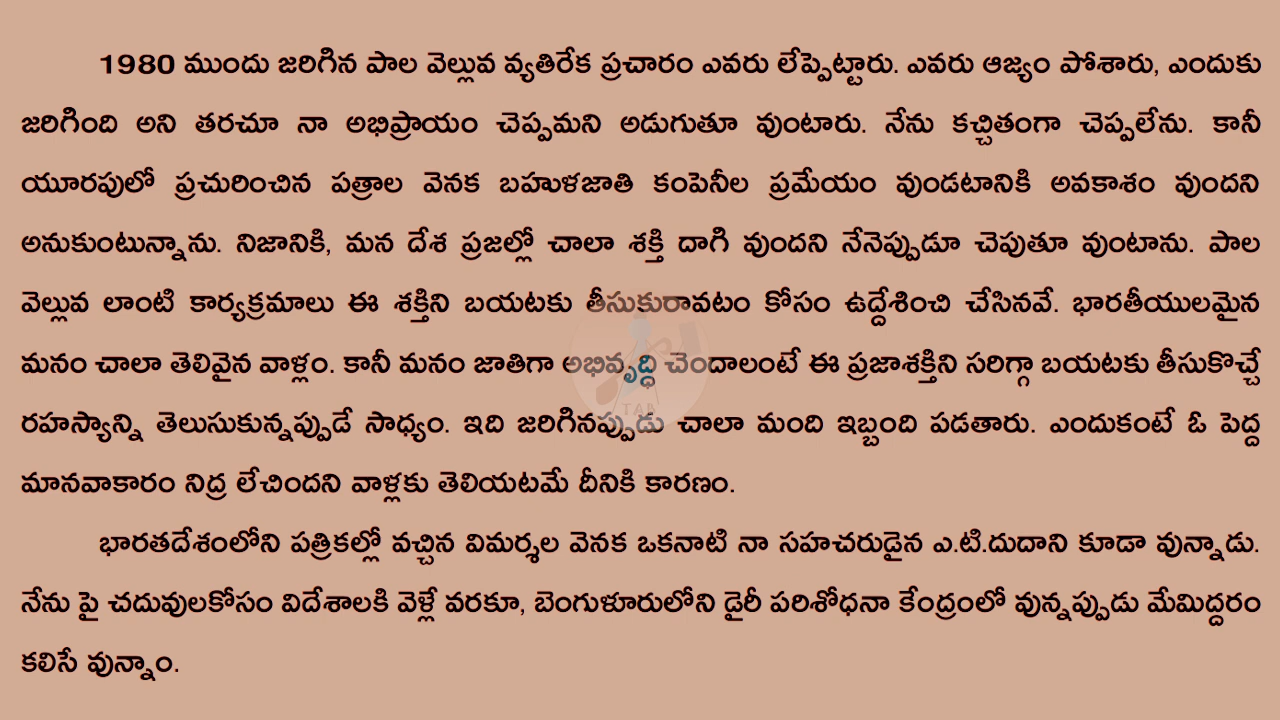 1980 ముందు జరిగిన పాల వెల్లువ వ్యతిరేక ప్రచారం ఎవరు లేప్పెట్టారు. ఎవరు ఆజ్యం పోశారు, ఎందుకు
జరిగింది అని తరచూ నా అభిప్రాయం చెప్పమని అడుగుతూ వుంటారు. నేను కచ్చితంగా చెప్పలేను. కానీ
యూరపులో ప్రచురించిన పత్రాల వెనక బహుళజాతి కంపెనీల ప్రమేయం వుండటానికి అవకాశం వుందని
అనుకుంటున్నాను. నిజానికి, మన దేశ ప్రజల్లో చాలా శక్తి దాగి వుందని నేనెప్పుడూ చెపుతూ వుంటాను. పాల
వెల్లువ లాంటి కార్యక్రమాలు ఈ శక్తిని బయటకు తీసుకురావటం కోసం ఉద్దేశించి చేసినవే. భారతీయులమైన
మనం చాలా తెలివైన వాళ్లం. కానీ మనం జాతిగా అభివృద్ధి చెందాలంటే ఈ ప్రజాశక్తిని సరిగ్గా బయటకు తీసుకొచ్చే
రహస్యాన్ని తెలుసుకున్నప్పుడే సాధ్యం. ఇది జరిగినప్పుడు చాలా మంది ఇబ్బంది పడతారు. ఎందుకంటే ఓ పెద్ద
మానవాకారం నిద్ర లేచిందని వాళ్లకు తెలియటమే దీనికి కారణం.
భారతదేశంలోని పత్రికల్లో వచ్చిన విమర్శల వెనక ఒకనాటి నా సహచరుడైన ఎ.టి.దుదాని కూడా వున్నాడు.
నేను పై చదువులకోసం విదేశాలకి వెళ్లే వరకూ, బెంగుళూరులోని డైరీ పరిశోధనా కేంద్రంలో వున్నప్పుడు మేమిద్దరం
కలిసే వున్నాం.